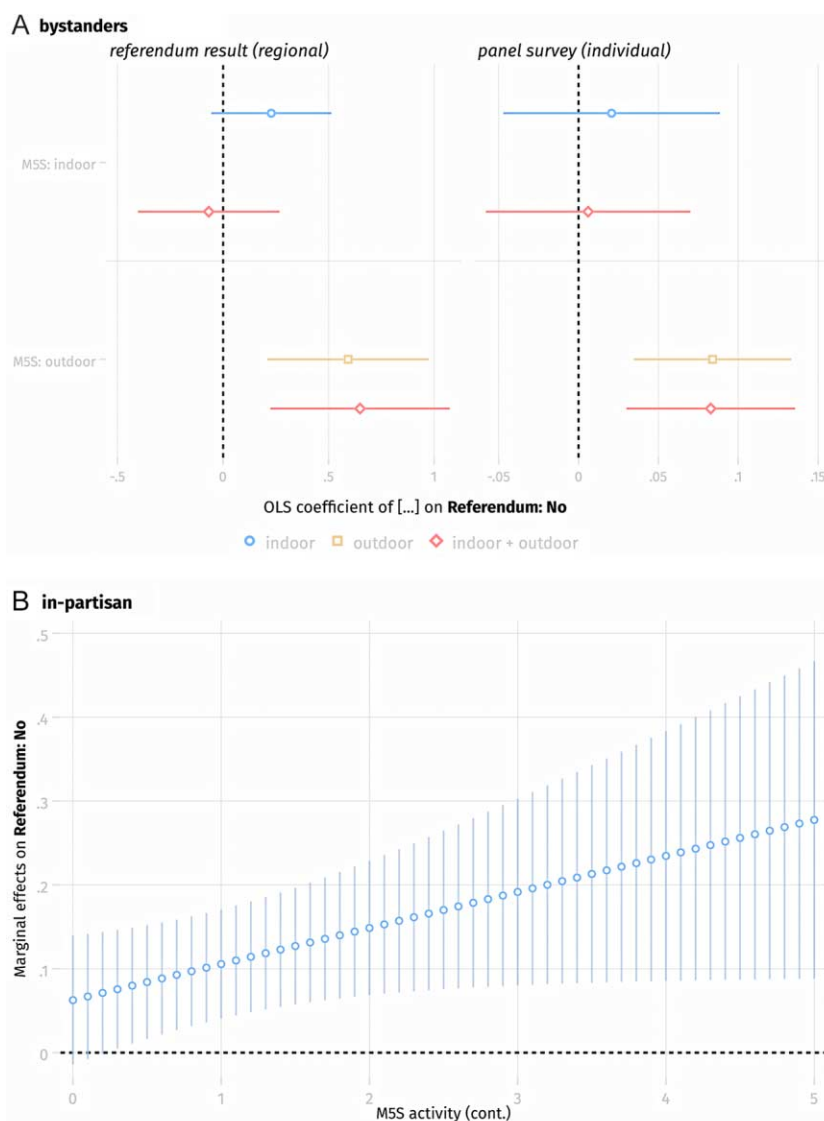 A bystanders
referendum result (regional)
panel survey (individual)
M5S: indoor
M5S: outdoor
-.5 0 .5 1
-.05 0 .05 .1 .15
OLS coefficient of [...] on Referendum: No
indoor outdoor indoor + outdoor
B in-partisan
Marginal effects on Referendum: No
.5
.4
.3
.2
.1
0
0 1 2 3 4 5
M5S activity (cont.)